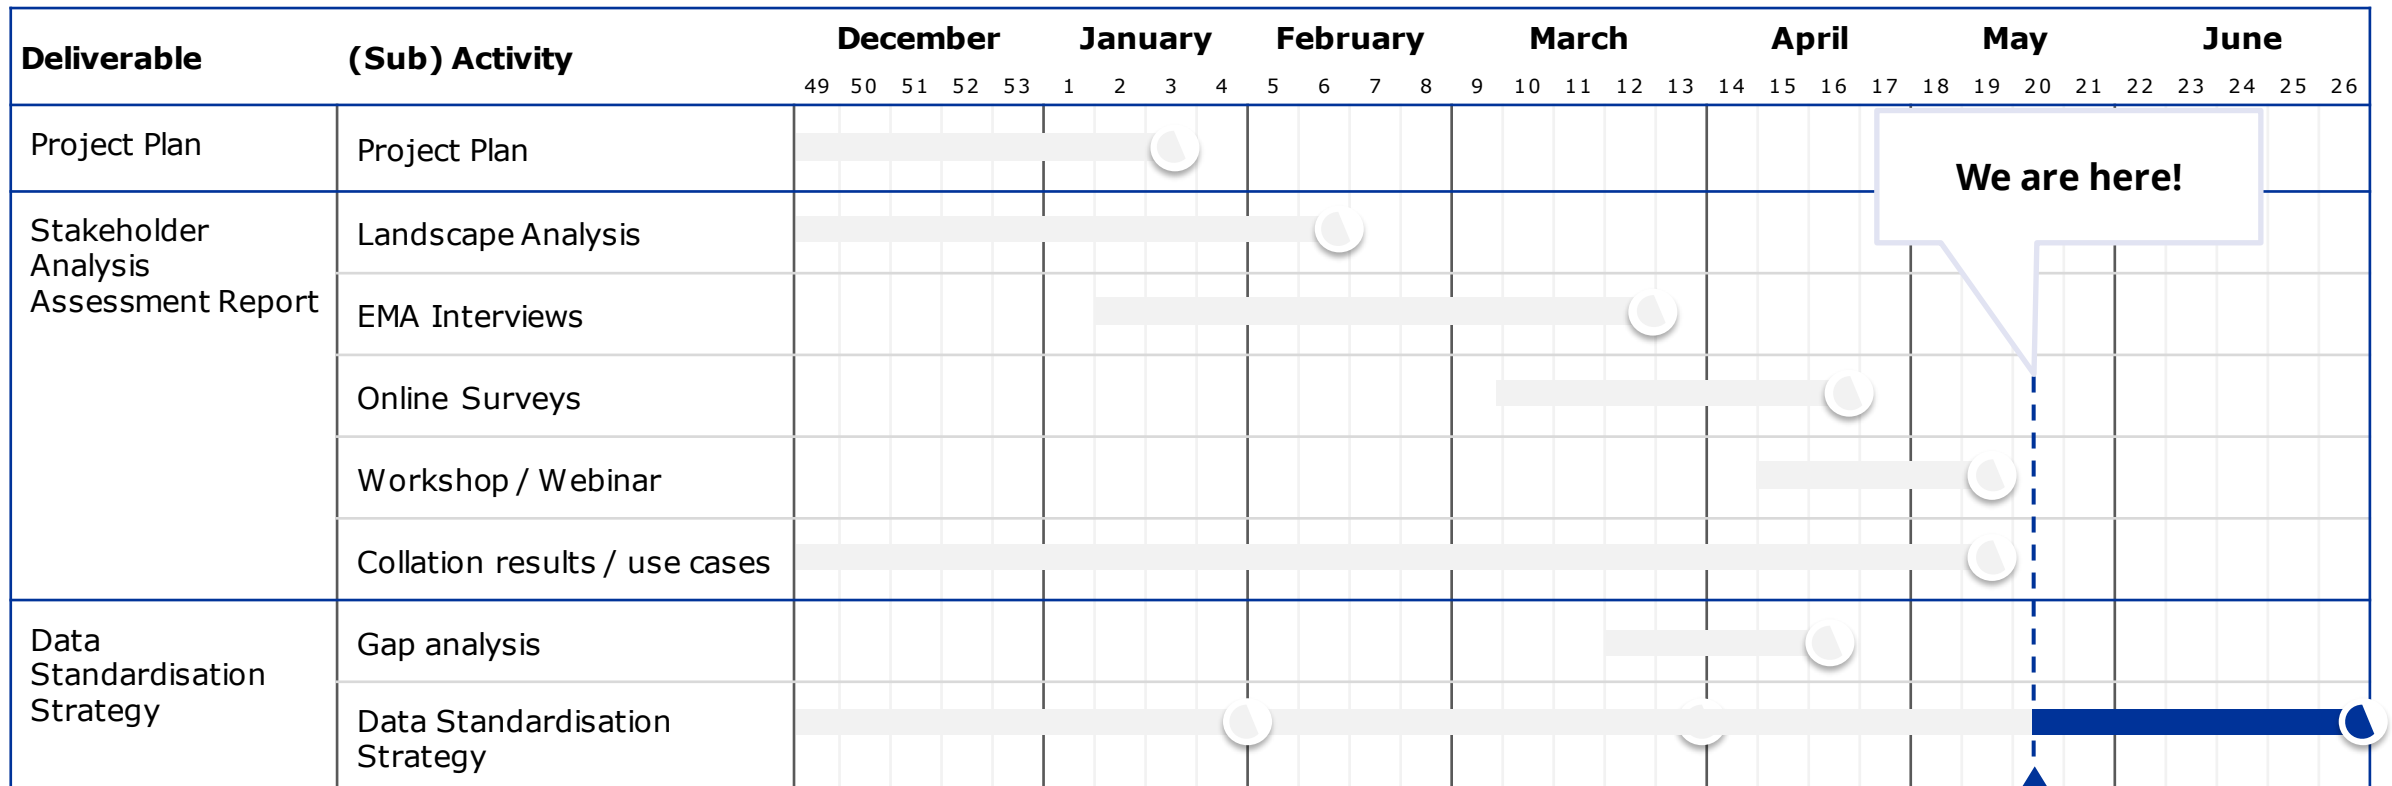 Deliverable
(Sub) Activity
December January February March April May June
49 50 51 52 53 1 2 3 4 5 6 7 8 9 10 11 12 13 14 15 16 17 18 19 20 21 22 23 24 25 26
Project Plan
Project Plan
We are here!
Stakeholder
Analysis
Assessment Report
Landscape Analysis
EMA Interviews
Online Surveys
Workshop / Webinar
Collation results / use cases
Data
Standardisation
Strategy
Gap analysis
Data Standardisation
Strategy